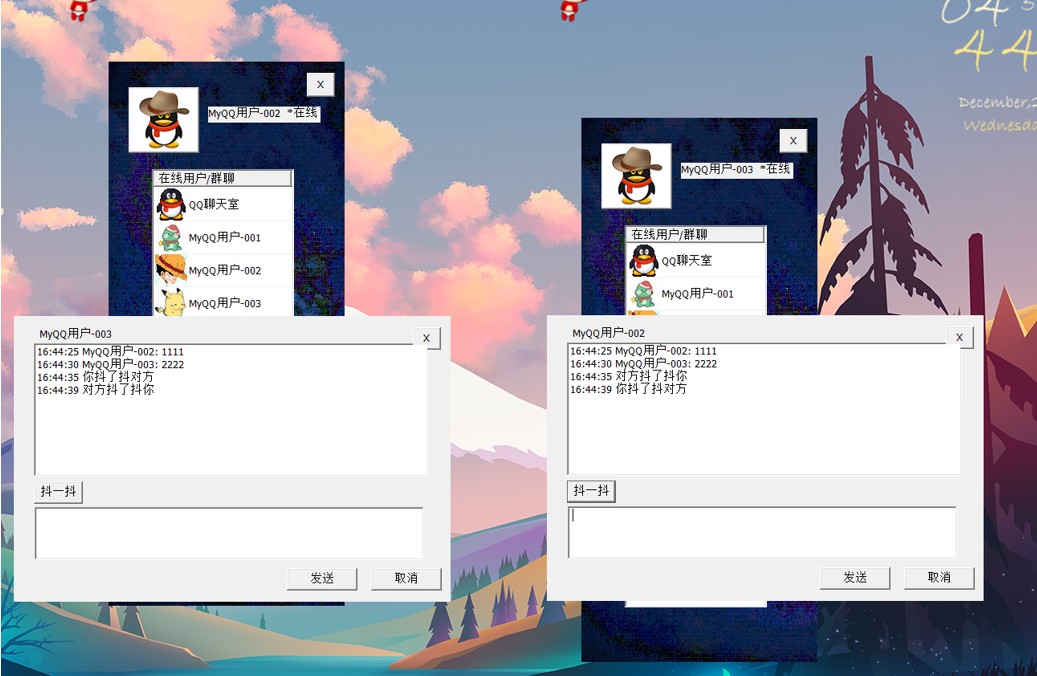 04
44
December,
Wednesda
X
MyQQ用户-002 *在线
在线用户/群聊
QQ聊天室
MyQQ用户-001
MyQQ用户-002
MyQQ用户-003
X
MyQQ用户-003 *在线
在线用户/群聊
QQ聊天室
MyQQ用户-001
MyQQ用户-003
X
16:44:25 MyQQ用户-002: 1111
16:44:30 MyQQ用户-003: 2222
16:44:35 你抖了抖对方
16:44:39 对方抖了抖你
抖一抖
发送
取消
MyQQ用户-002
X
16:44:25 MyQQ用户-002: 1111
16:44:30 MyQQ用户-003: 2222
16:44:35 对方抖了抖你
16:44:39 你抖了抖对方
抖一抖
发送
取消